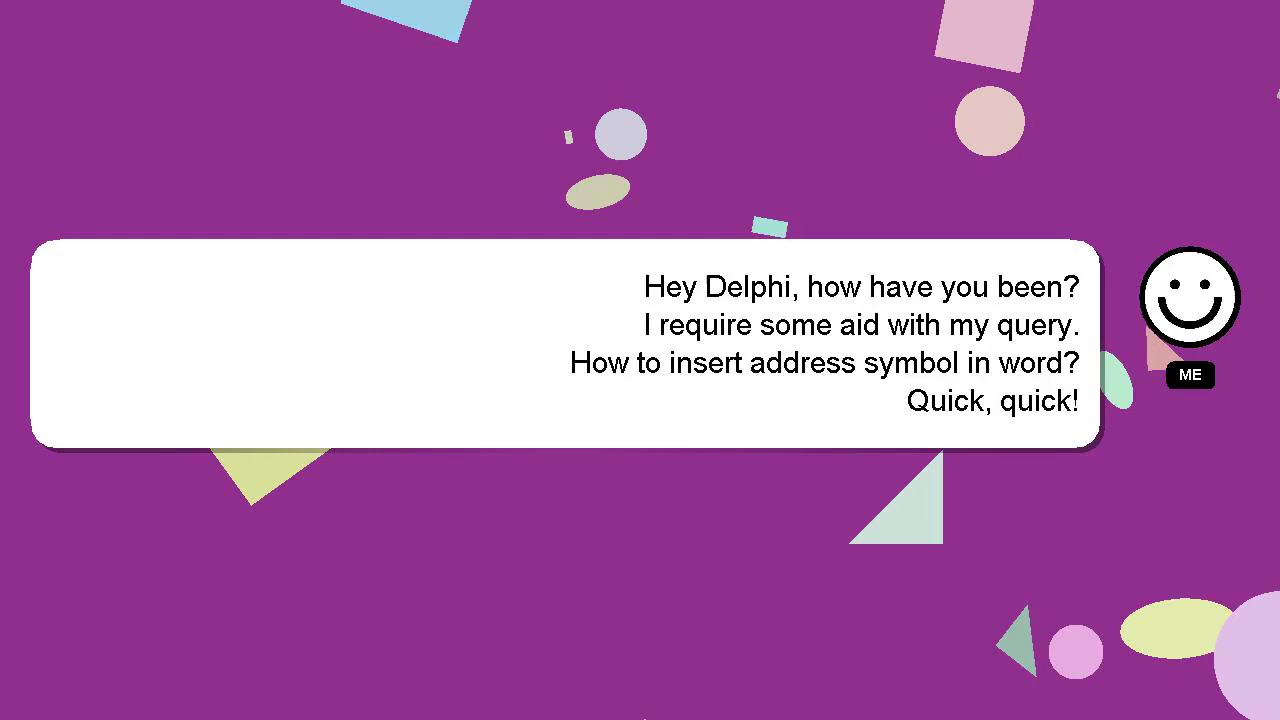 Hey Delphi, how have you been?
I require some aid with my query.
How to insert address symbol in word?
Quick, quick!
ME